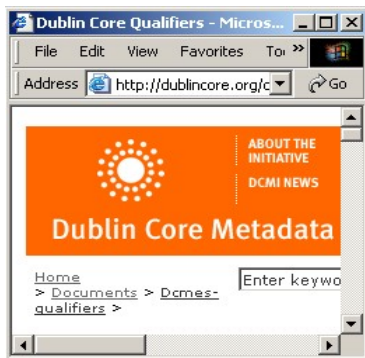 Dublin Core Qualifiers - Micros...
File Edit View Favorites »
Address http://dublincore.org/c Go
ABOUT THE
INITIATIVE
DCMI NEWS
Dublin Core Metadata
Home
> Documents > Dcmes-
qualifiers >
Enter keywo